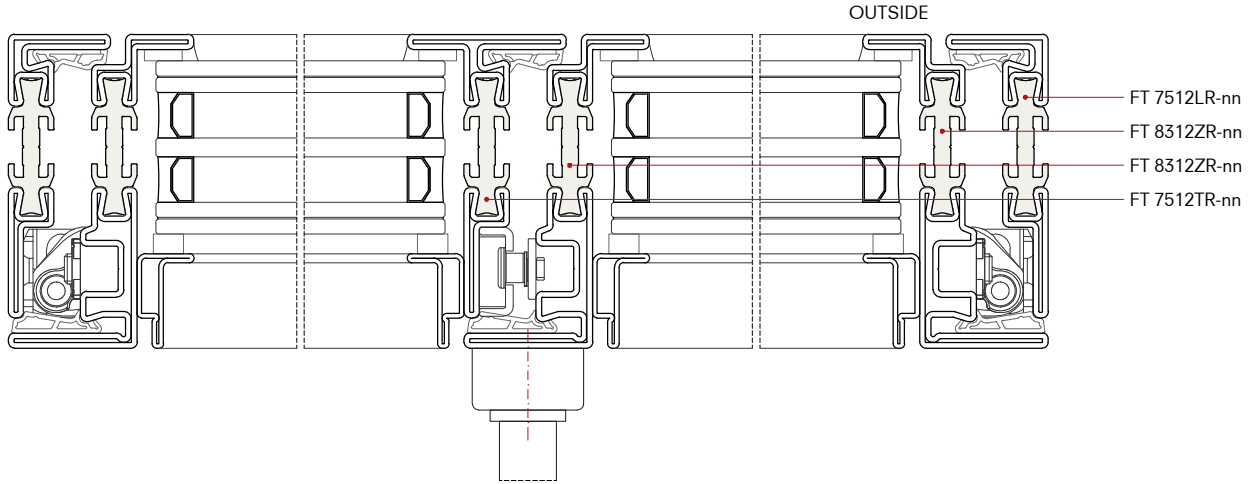 OUTSIDE
FT 7512LR-nn
FT 8312ZR-nn
FT 8312ZR-nn
FT 7512TR-nn